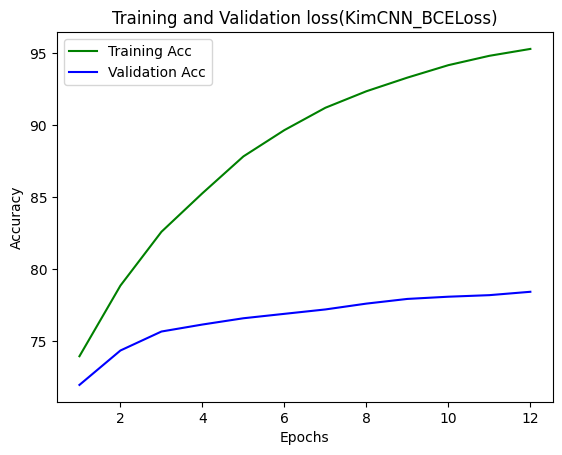 Training and Validation loss(KimCNN_BCELoss)
Training Acc
Validation Acc
95
90
85
80
75
Accuracy
2 4 6 8 10 12
Epochs